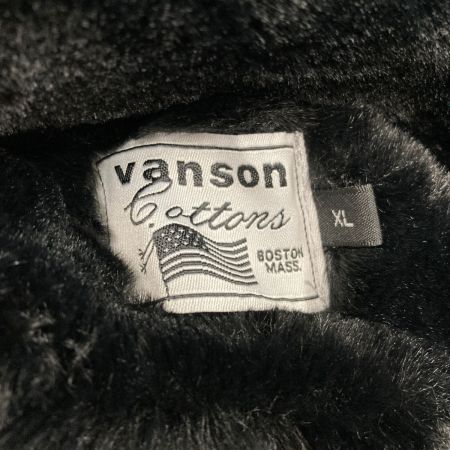 vanson
Cottons
BOSTON
MASS.
XL